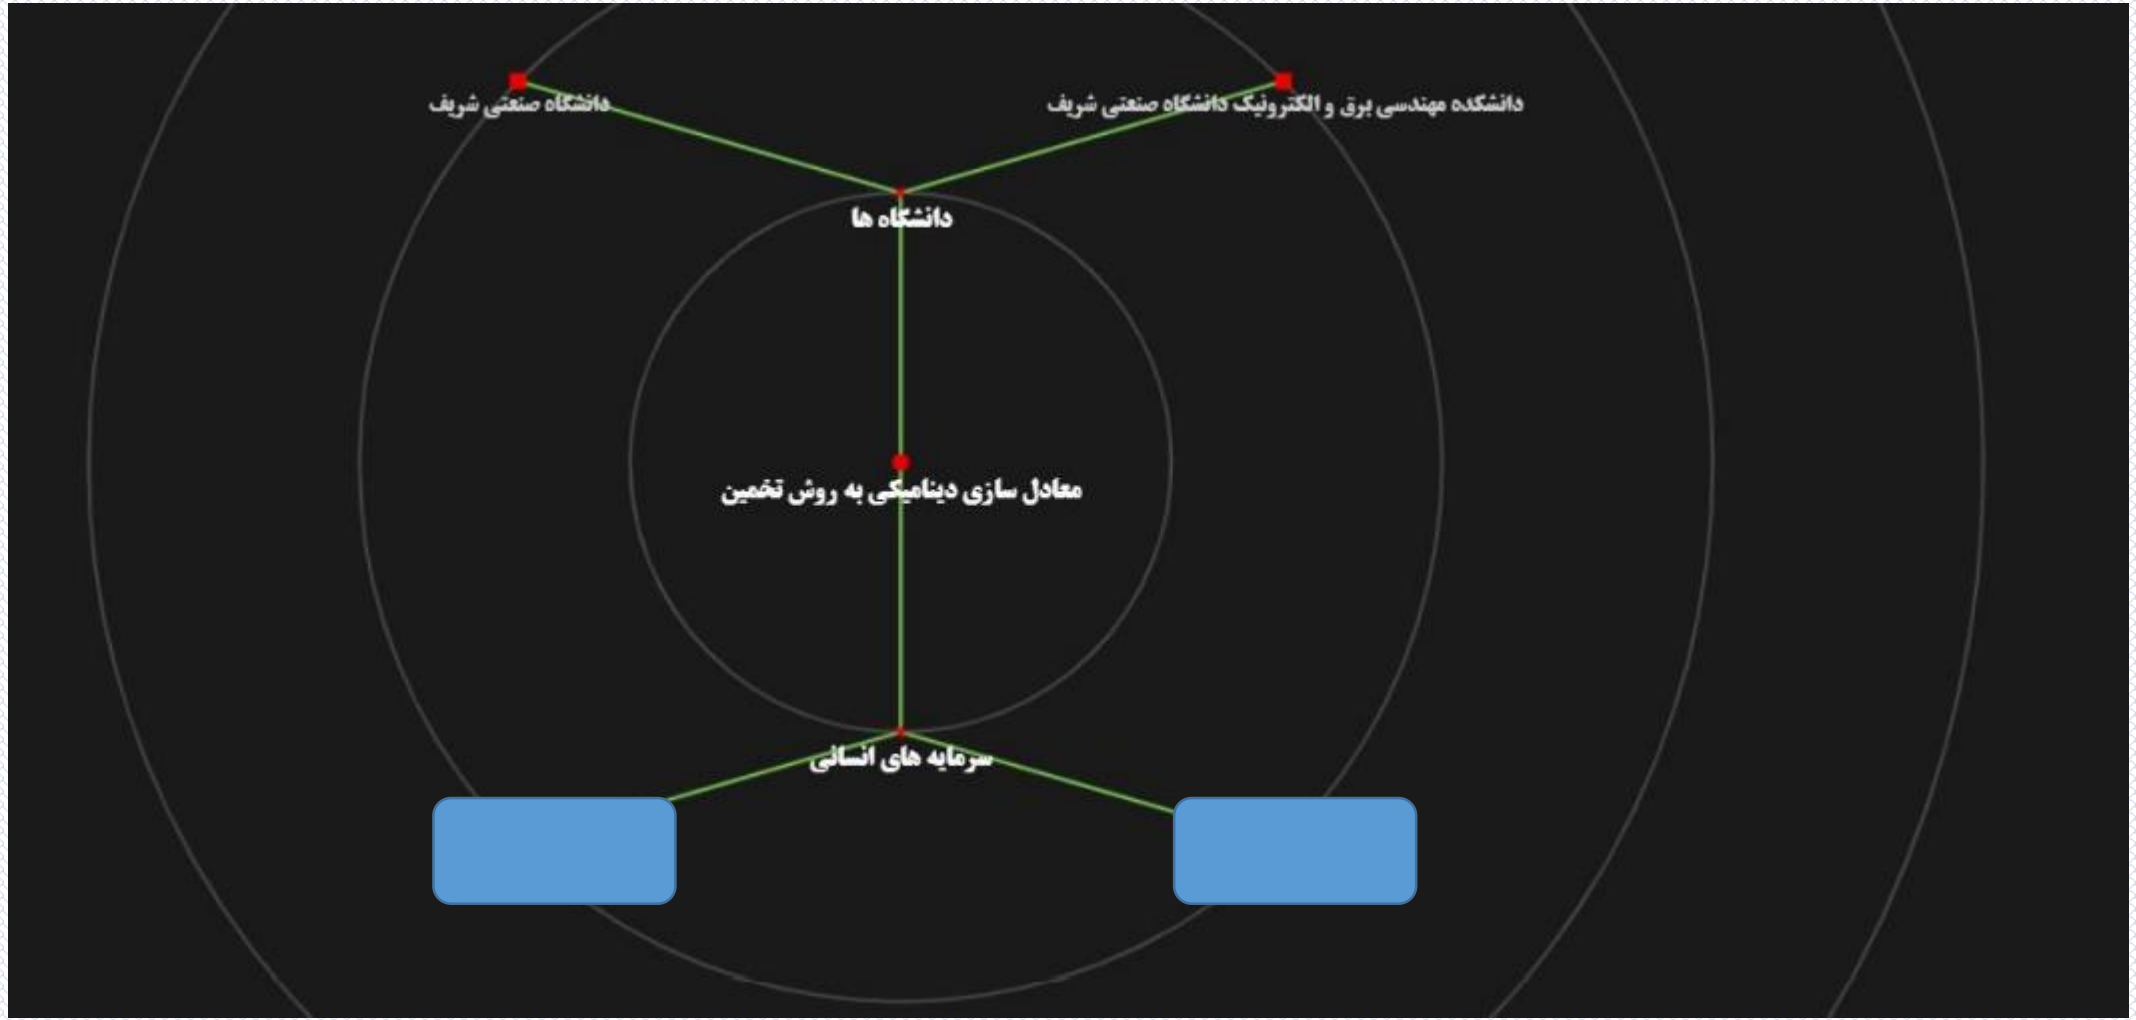 دانشکده مهندسی برق و الکترونیک دانشگاه صنعتی شریف
دانشگاه صنعتی شریف
دانشگاه ها
معادل سازی دینامیکی به روش تخمین
سرمایه های انسانی